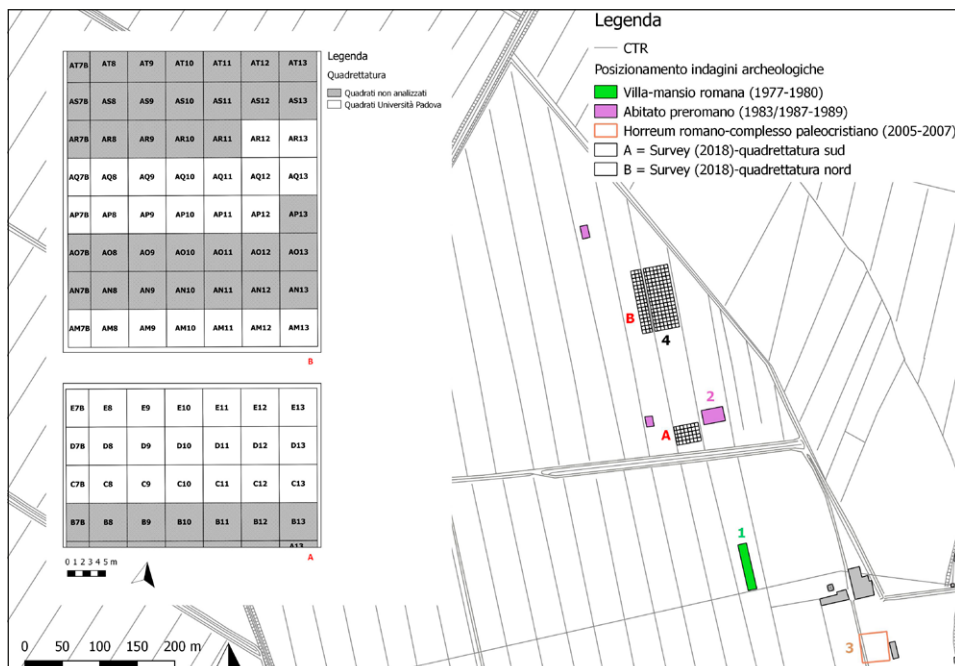 AT7B AT8 AT9 AT10 AT11 AT12 AT13
AS7B AS8 AS9 AS10 AS11 AS12 AS13
AR7B AR8 AR9 AR10 AR11 AR12 AR13
AQ7B AQ8 AQ9 AQ10 AQ11 AQ12 AQ13
AP7B AP8 AP9 AP10 AP11 AP12 AP13
AO7B AO8 AO9 AO10 AO11 AO12 AO13
AN7B AN8 AN9 AN10 AN11 AN12 AN13
AM7B AM8 AM9 AM10 AM11 AM12 AM13
B
Legenda
Quadrettatura
Quadrati non analizzati
Quadrati Università Padova
E7B E8 E9 E10 E11 E12 E13
D7B D8 D9 D10 D11 D12 D13
C7B C8 C9 C10 C11 C12 C13
B7B B8 B9 B10 B11 B12 B13
A13
A
0 1 2 3 4 5 m
0 50 100 150 200 m
Legenda
CTR
Posizionamento indagini archeologiche
Villa-mansio romana (1977-1980)
Abitato preromano (1983/1987-1989)
Horreum romano-complesso paleocristiano (2005-2007)
A = Survey (2018)-quadrettatura sud
B = Survey (2018)-quadrettatura nord
B
4
2
A
1
3